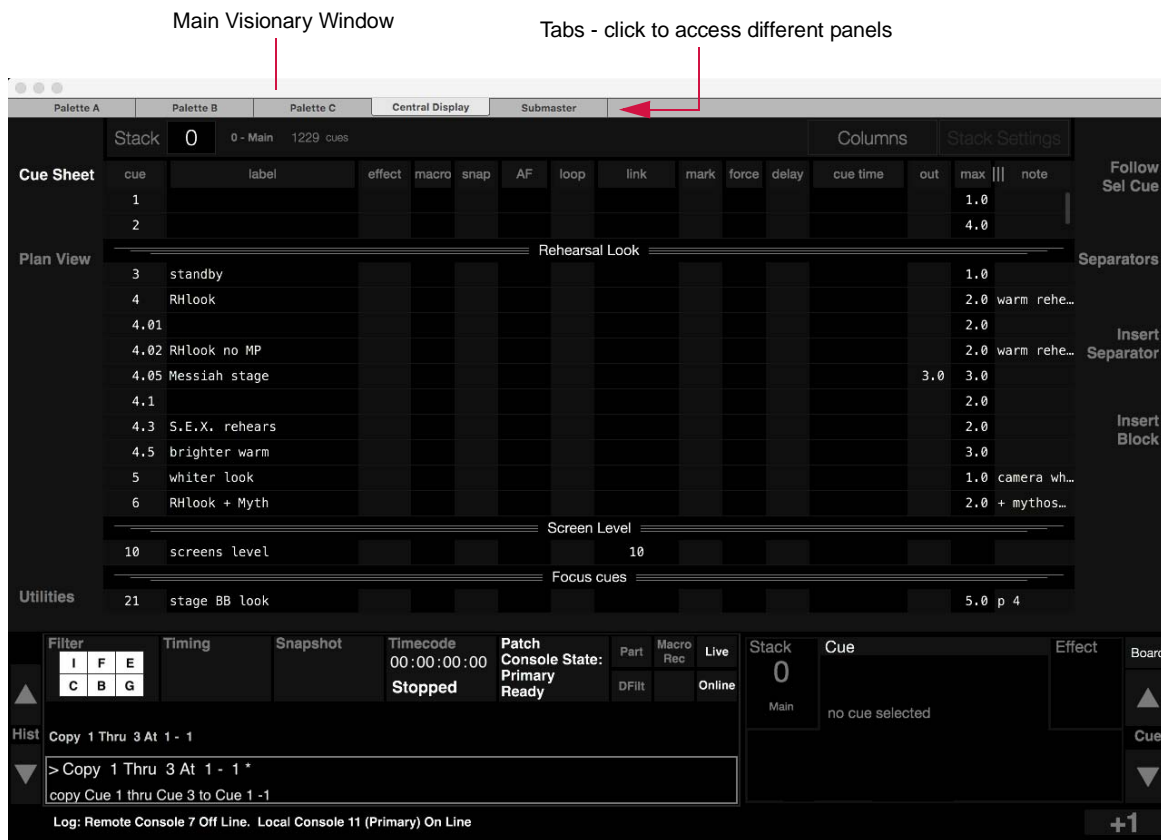 Main Visionary Window
Tabs - click to access different panels
Palette A Palette B Palette C Central Display Submaster
Stack 0 0 - Main 1229 cues Columns Stack Settings
Cue Sheet
Plan View
Utilities
cue label effect macro snap AF loop link mark force delay cue time out max ||| note
1 1.0
2 4.0
Rehearsal Look
3 standby 1.0
4 RHlook 2.0 warm rehe…
4.01 2.0
4.02 RHlook no MP 2.0 warm rehe…
4.05 Messiah stage 3.0 3.0
4.1 2.0
4.3 S.E.X. rehears 2.0
4.5 brighter warm 3.0
5 whiter look 1.0 camera wh…
6 RHlook + Myth 2.0 + mythos…
Screen Level
10 screens level 10
Focus cues
21 stage BB look 5.0 p 4
Follow
Sel Cue
Separators
Insert
Separator
Insert
Block
Filter
I F E
C B G
Timing
Snapshot
Timecode
00:00:00:00
Stopped
Patch
Console State:
Primary
Ready
Part
Macro
Rec
Live
DFilt
Online
Stack
0
Main
Cue
no cue selected
Effect
Board
Hist
Cue
Copy 1 Thru 3 At 1 - 1
> Copy 1 Thru 3 At 1 - 1 *
copy Cue 1 thru Cue 3 to Cue 1 -1
Log: Remote Console 7 Off Line. Local Console 11 (Primary) On Line
+1